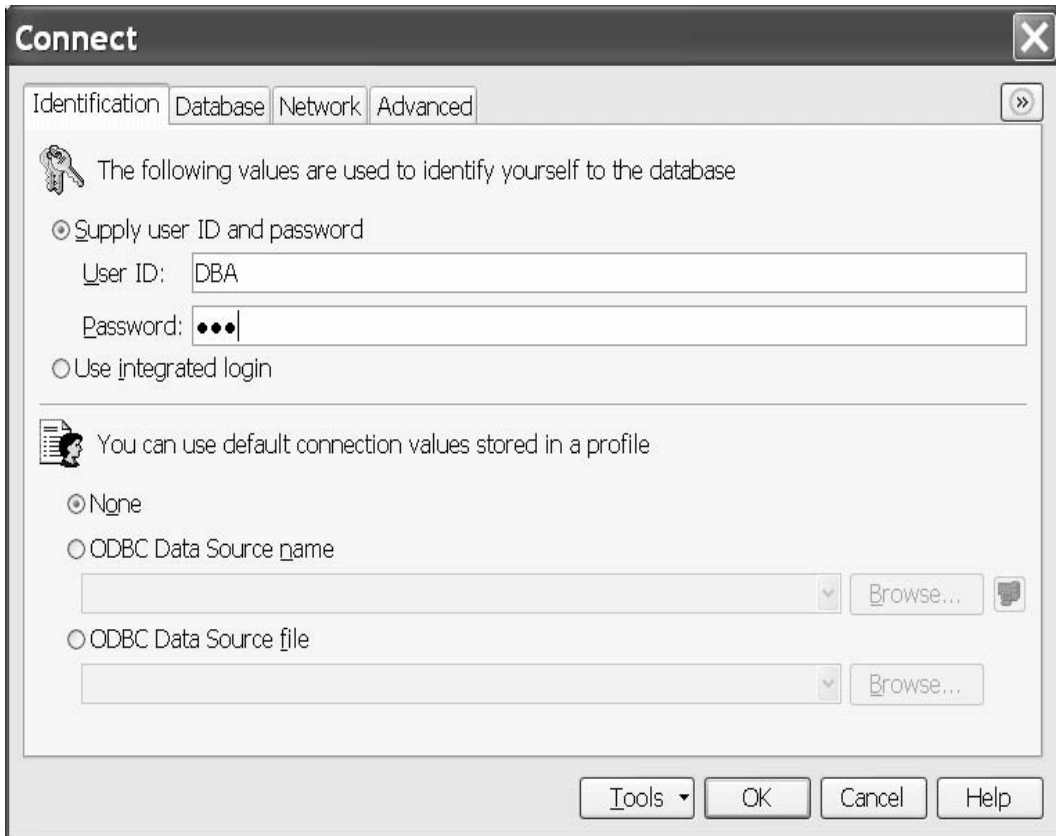 Connect
Identification Database Network Advanced
The following values are used to identify yourself to the database
Supply user ID and password
User ID: DBA
Password: •••
Use integrated login
You can use default connection values stored in a profile
None
ODBC Data Source name
Browse...
ODBC Data Source file
Browse...
Tools OK Cancel Help